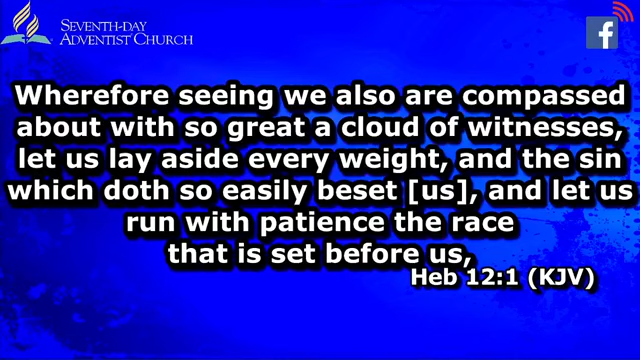 SEVENTH-DAY
ADVENTIST CHURCH
f
Wherefore seeing we also are compassed
about with so great a cloud of witnesses,
let us lay aside every weight, and the sin
which doth so easily beset [us], and let us
run with patience the race
that is set before us,
Heb 12:1 (KJV)